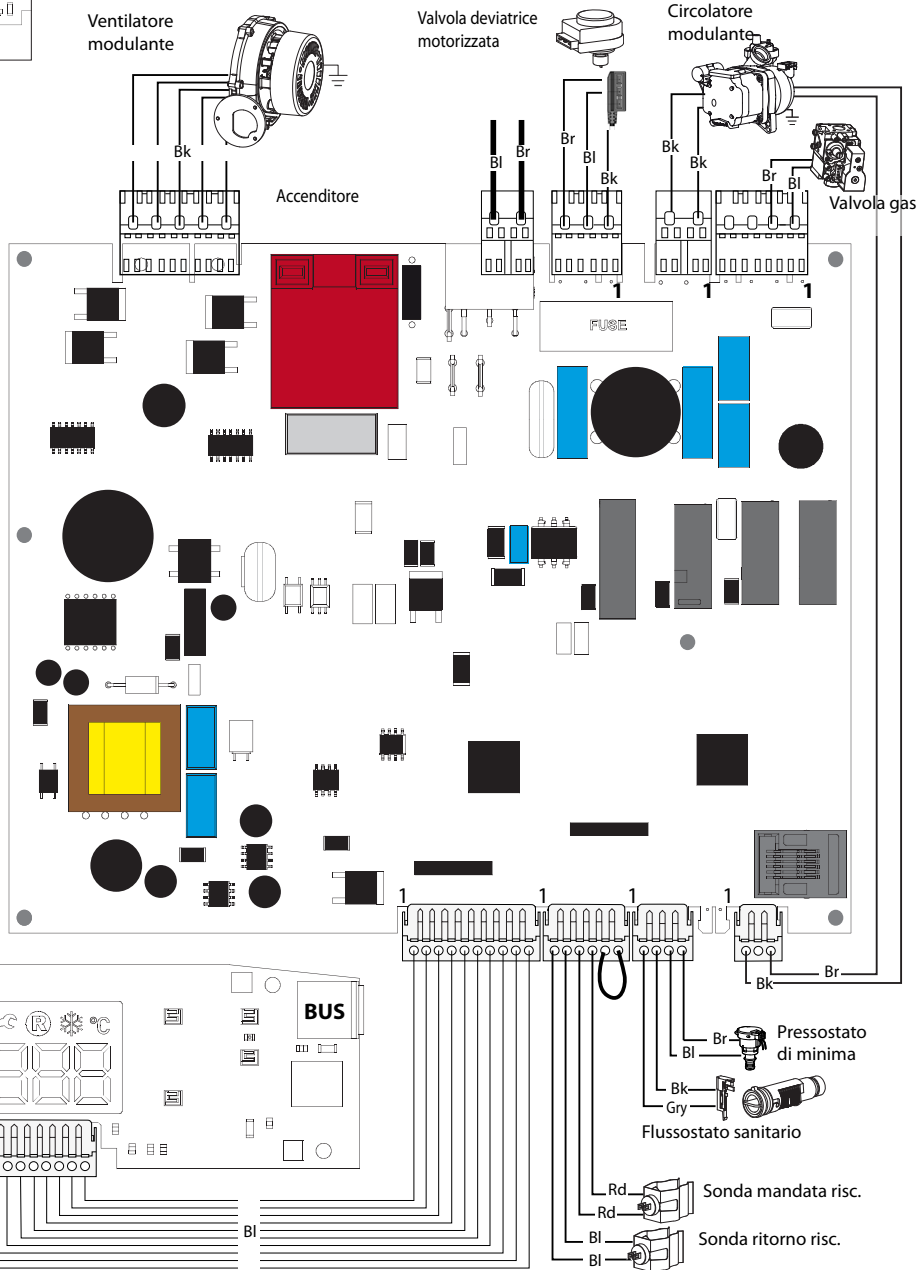 Ventilatore
modulante
Valvola deviatrice
motorizzata
Circolatore
modulante
Bk
Accenditore
Bl
Br
Br
Bl
Bk
Bk
Bk
Br
Bl
Valvola gas
1
1
1
FUSE
1
1
1
1
Br
Bk
BUS
R
°C
Br
Bl
Pressostato
di minima
Bk
Gry
Flussostato sanitario
Rd
Rd
Sonda mandata risc.
Bl
Bl
Bl
Sonda ritorno risc.